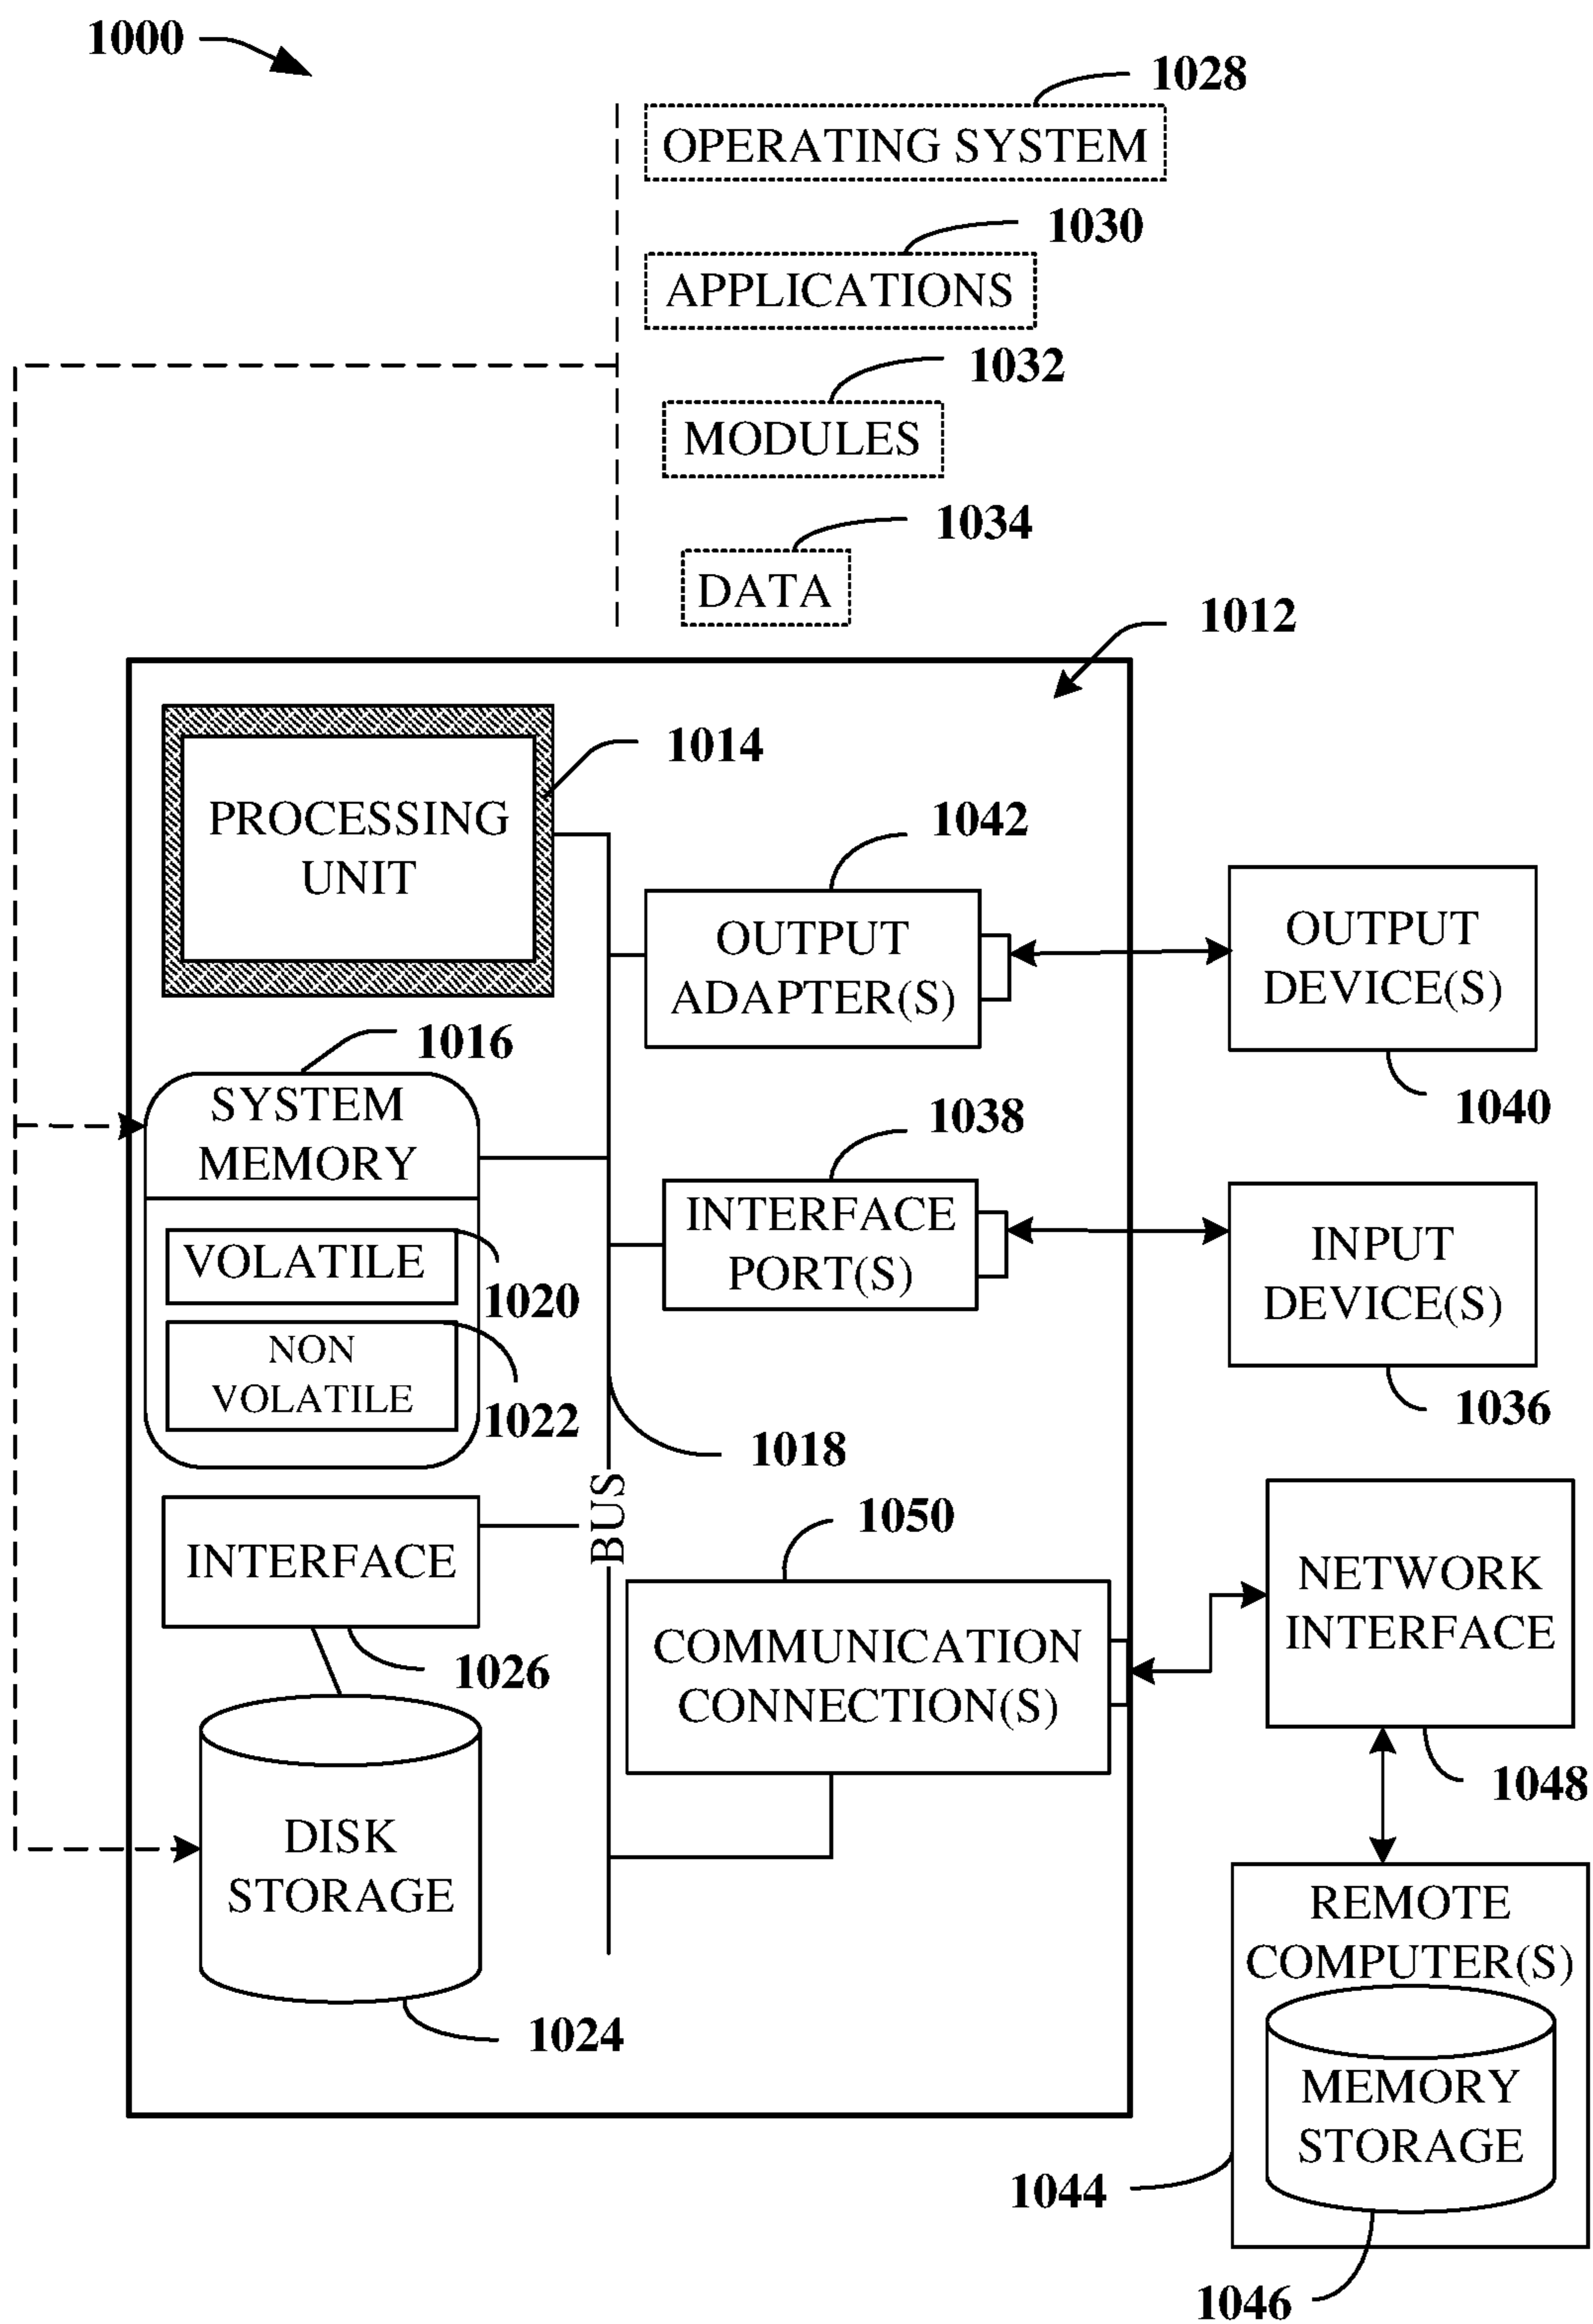 1000
1028
OPERATING SYSTEM
1030
APPLICATIONS
1032
MODULES
1034
DATA
1012
PROCESSING
UNIT
1014
1042
OUTPUT
ADAPTER(S)
OUTPUT
DEVICE(S)
1040
1016
SYSTEM
MEMORY
VOLATILE
1020
NON
VOLATILE
1022
1038
INTERFACE
PORT(S)
INPUT
DEVICE(S)
1036
1018
BUS
INTERFACE
1026
1050
COMMUNICATION
CONNECTION(S)
NETWORK
INTERFACE
1048
DISK
STORAGE
1024
REMOTE
COMPUTER(S)
MEMORY
STORAGE
1044
1046